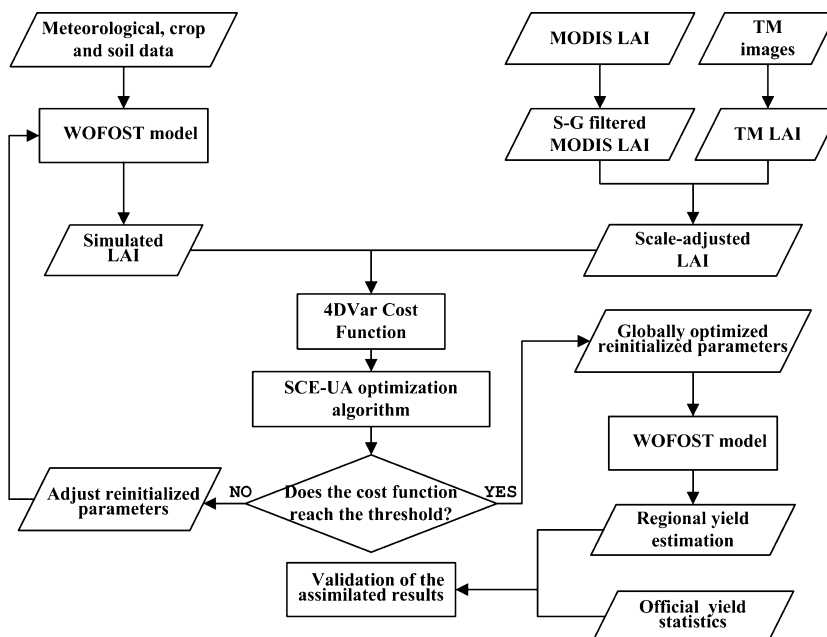 Meteorological, crop
and soil data
MODIS LAI
TM
images
WOFOST model
S-G filtered
MODIS LAI
TM LAI
Simulated
LAI
Scale-adjusted
LAI
4DVar Cost
Function
Globally optimized
reinitialized parameters
SCE-UA optimization
algorithm
WOFOST model
Adjust reinitialized
parameters
NO
Does the cost function
reach the threshold?
YES
Regional yield
estimation
Validation of the
assimilated results
Official yield
statistics